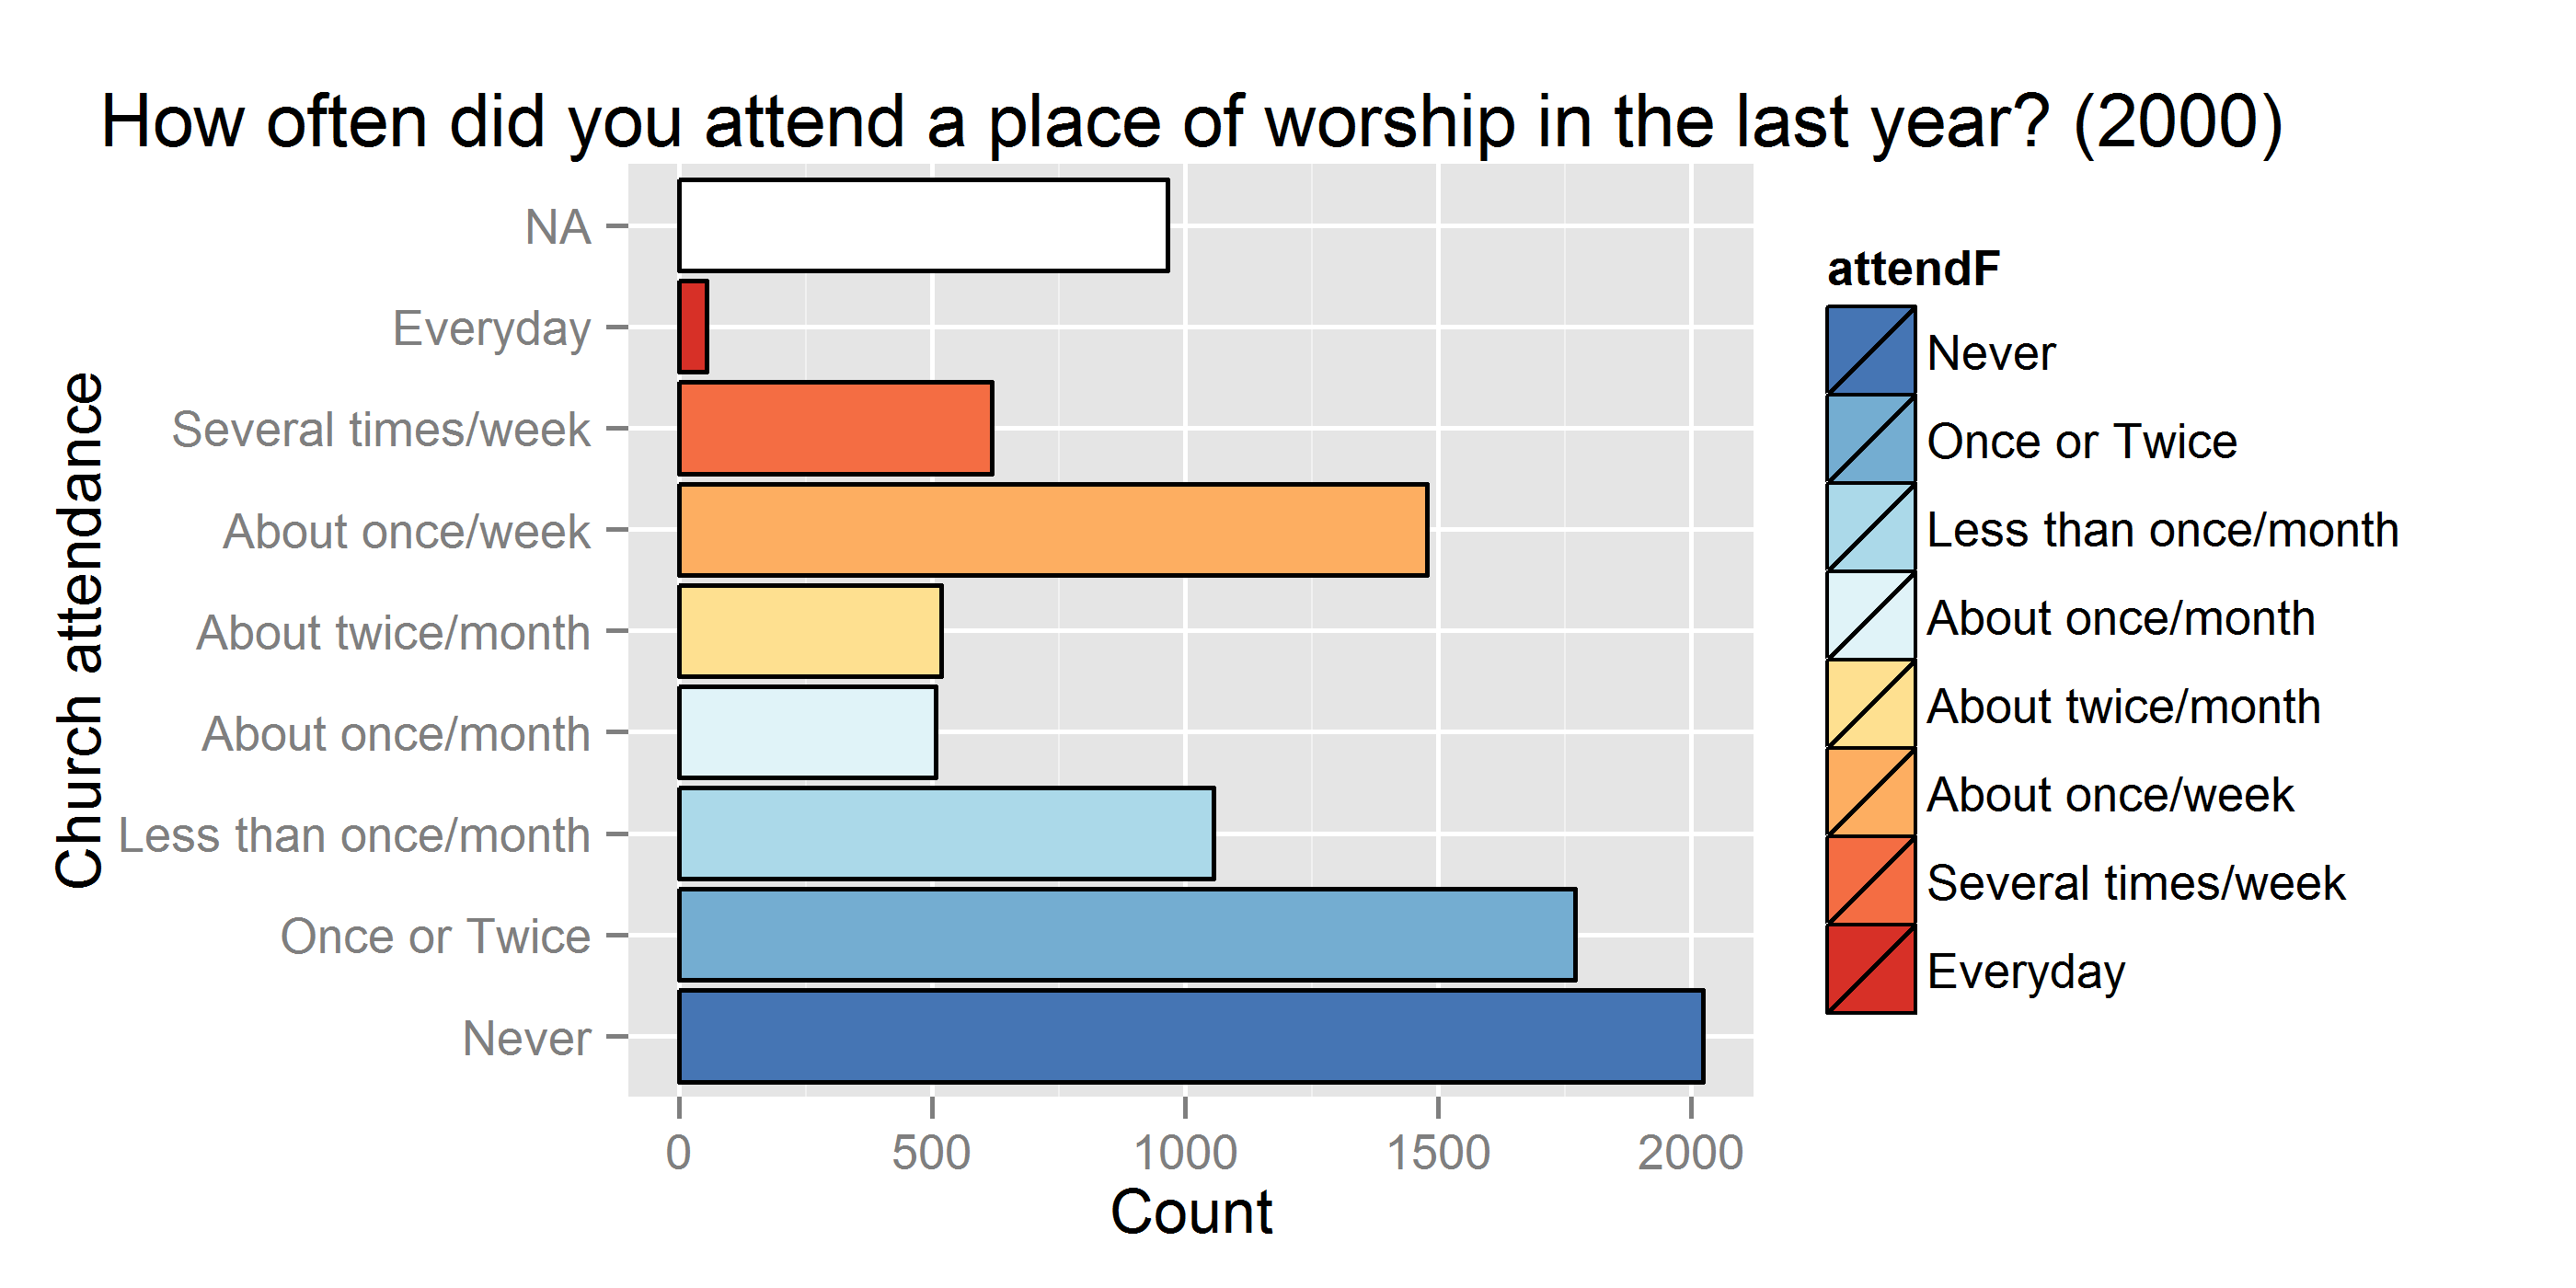 How often did you attend a place of worship in the last year? (2000)
Church attendance
NA
Everyday
Several times/week
About once/week
About twice/month
About once/month
Less than once/month
Once or Twice
Never
0 500 1000 1500 2000
Count
attendF
Never
Once or Twice
Less than once/month
About once/month
About twice/month
About once/week
Several times/week
Everyday